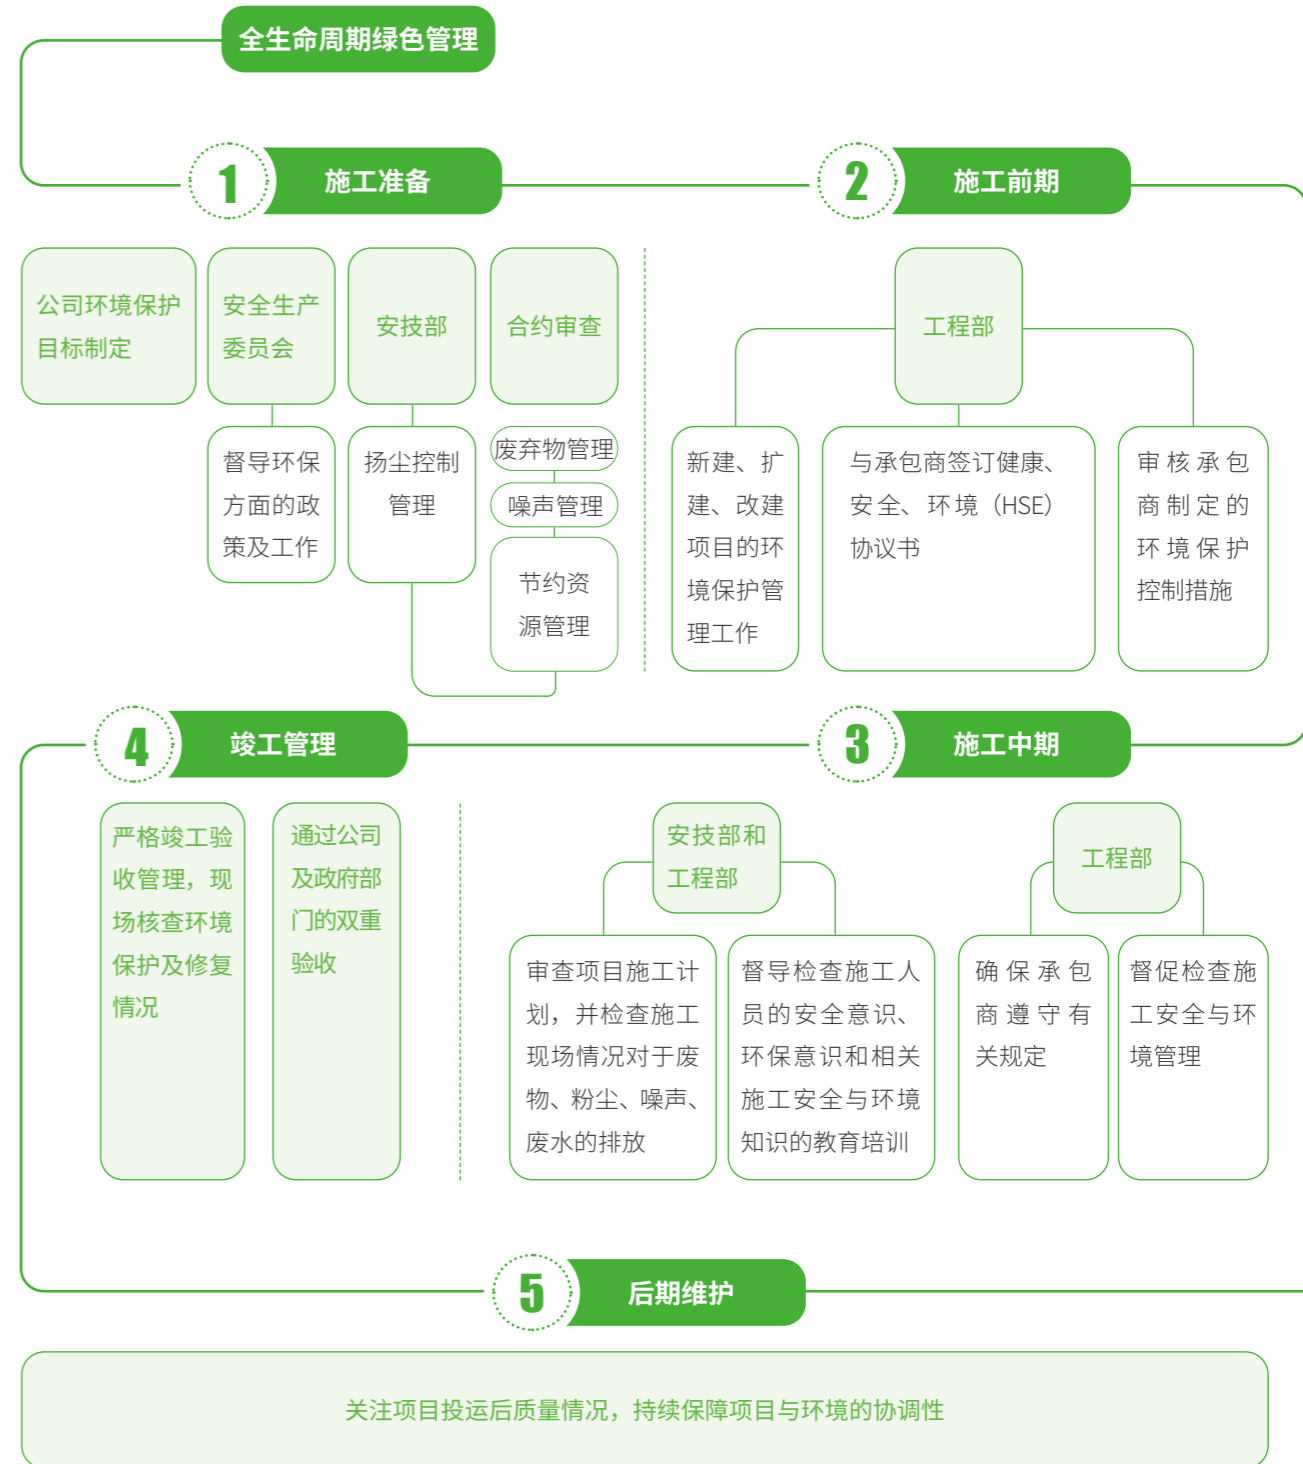 全生命周期绿色管理
1
施工准备
2
施工前期
公司环境保护
目标制定
安全生产
委员会
安技部
合约审查
督导环保
方面的政
策及工作
扬尘控制
管理
废弃物管理
噪声管理
节约资
源管理
工程部
新建、扩
建、改建
项目的环
境保护管
理工作
与承包商签订健康、
安全、环境（HSE）
协议书
审核承包
商制定的
环境保护
控制措施
4
竣工管理
3
施工中期
严格竣工验
收管理，现
场核查环境
保护及修复
情况
通过公司
及政府部
门的双重
验收
安技部和
工程部
审查项目施工计
划，并检查施工
现场情况对于废
物、粉尘、噪声、
废水的排放
督导检查施工人
员的安全意识、
环保意识和相关
施工安全与环境
知识的教育培训
工程部
确保承包
商遵守有
关规定
督促检查施
工安全与环
境管理
5
后期维护
关注项目投运后质量情况，持续保障项目与环境的协调性